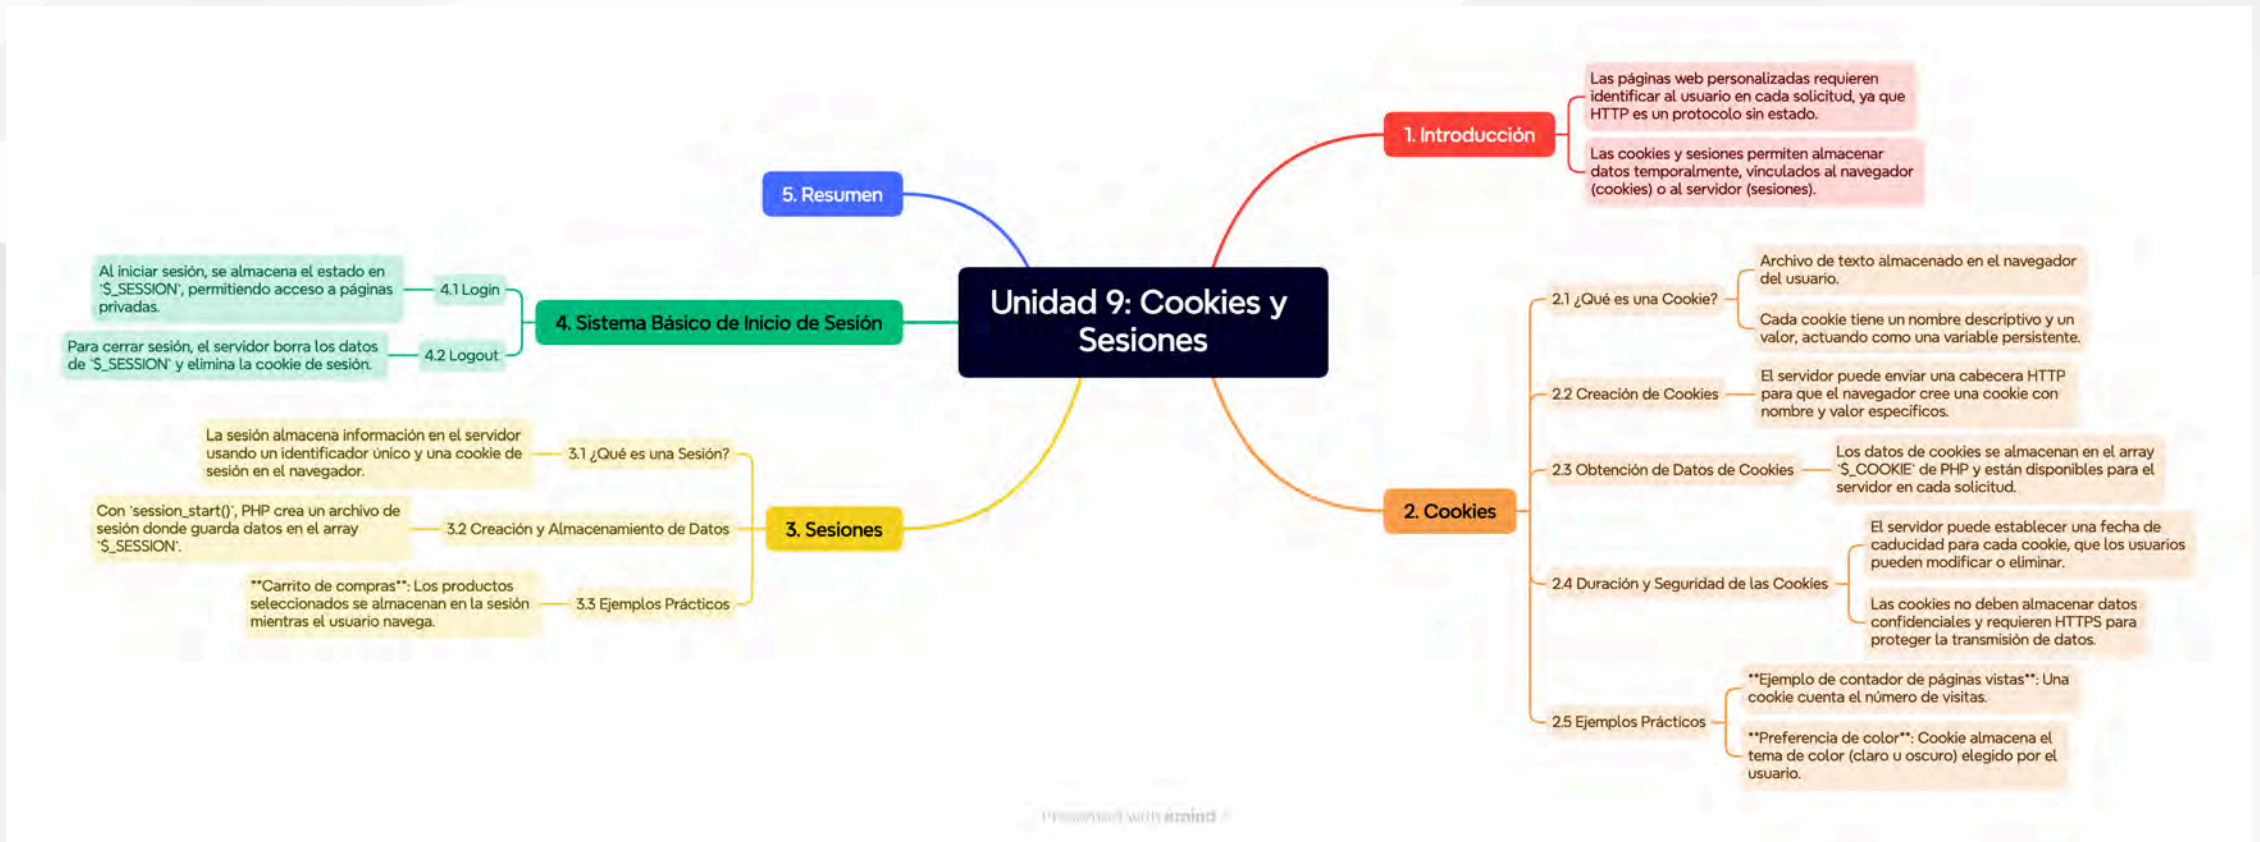 Unidad 9: Cookies y
Sesiones
1. Introducción
Las páginas web personalizadas requieren
identificar al usuario en cada solicitud, ya que
HTTP es un protocolo sin estado.
Las cookies y sesiones permiten almacenar
datos temporalmente, vinculados al navegador
(cookies) o al servidor (sesiones).
2. Cookies
2.1 ¿Qué es una Cookie?
Archivo de texto almacenado en el navegador
del usuario.
Cada cookie tiene un nombre descriptivo y un
valor, actuando como una variable persistente.
2.2 Creación de Cookies
El servidor puede enviar una cabecera HTTP
para que el navegador cree una cookie con
nombre y valor específicos.
2.3 Obtención de Datos de Cookies
Los datos de cookies se almacenan en el array
`$_COOKIE` de PHP y están disponibles para el
servidor en cada solicitud.
2.4 Duración y Seguridad de las Cookies
El servidor puede establecer una fecha de
caducidad para cada cookie, que los usuarios
pueden modificar o eliminar.
Las cookies no deben almacenar datos
confidenciales y requieren HTTPS para
proteger la transmisión de datos.
2.5 Ejemplos Prácticos
**Ejemplo de contador de páginas vistas**: Una
cookie cuenta el número de visitas.
**Preferencia de color**: Cookie almacena el
tema de color (claro u oscuro) elegido por el
usuario.
3. Sesiones
3.1 ¿Qué es una Sesión?
La sesión almacena información en el servidor
usando un identificador único y una cookie de
sesión en el navegador.
3.2 Creación y Almacenamiento de Datos
Con `session_start()`, PHP crea un archivo de
sesión donde guarda datos en el array
`$_SESSION`.
3.3 Ejemplos Prácticos
**Carrito de compras**: Los productos
seleccionados se almacenan en la sesión
mientras el usuario navega.
4. Sistema Básico de Inicio de Sesión
4.1 Login
Al iniciar sesión, se almacena el estado en
`$_SESSION`, permitiendo acceso a páginas
privadas.
4.2 Logout
Para cerrar sesión, el servidor borra los datos
de `$_SESSION` y elimina la cookie de sesión.
5. Resumen
Presented with xmind